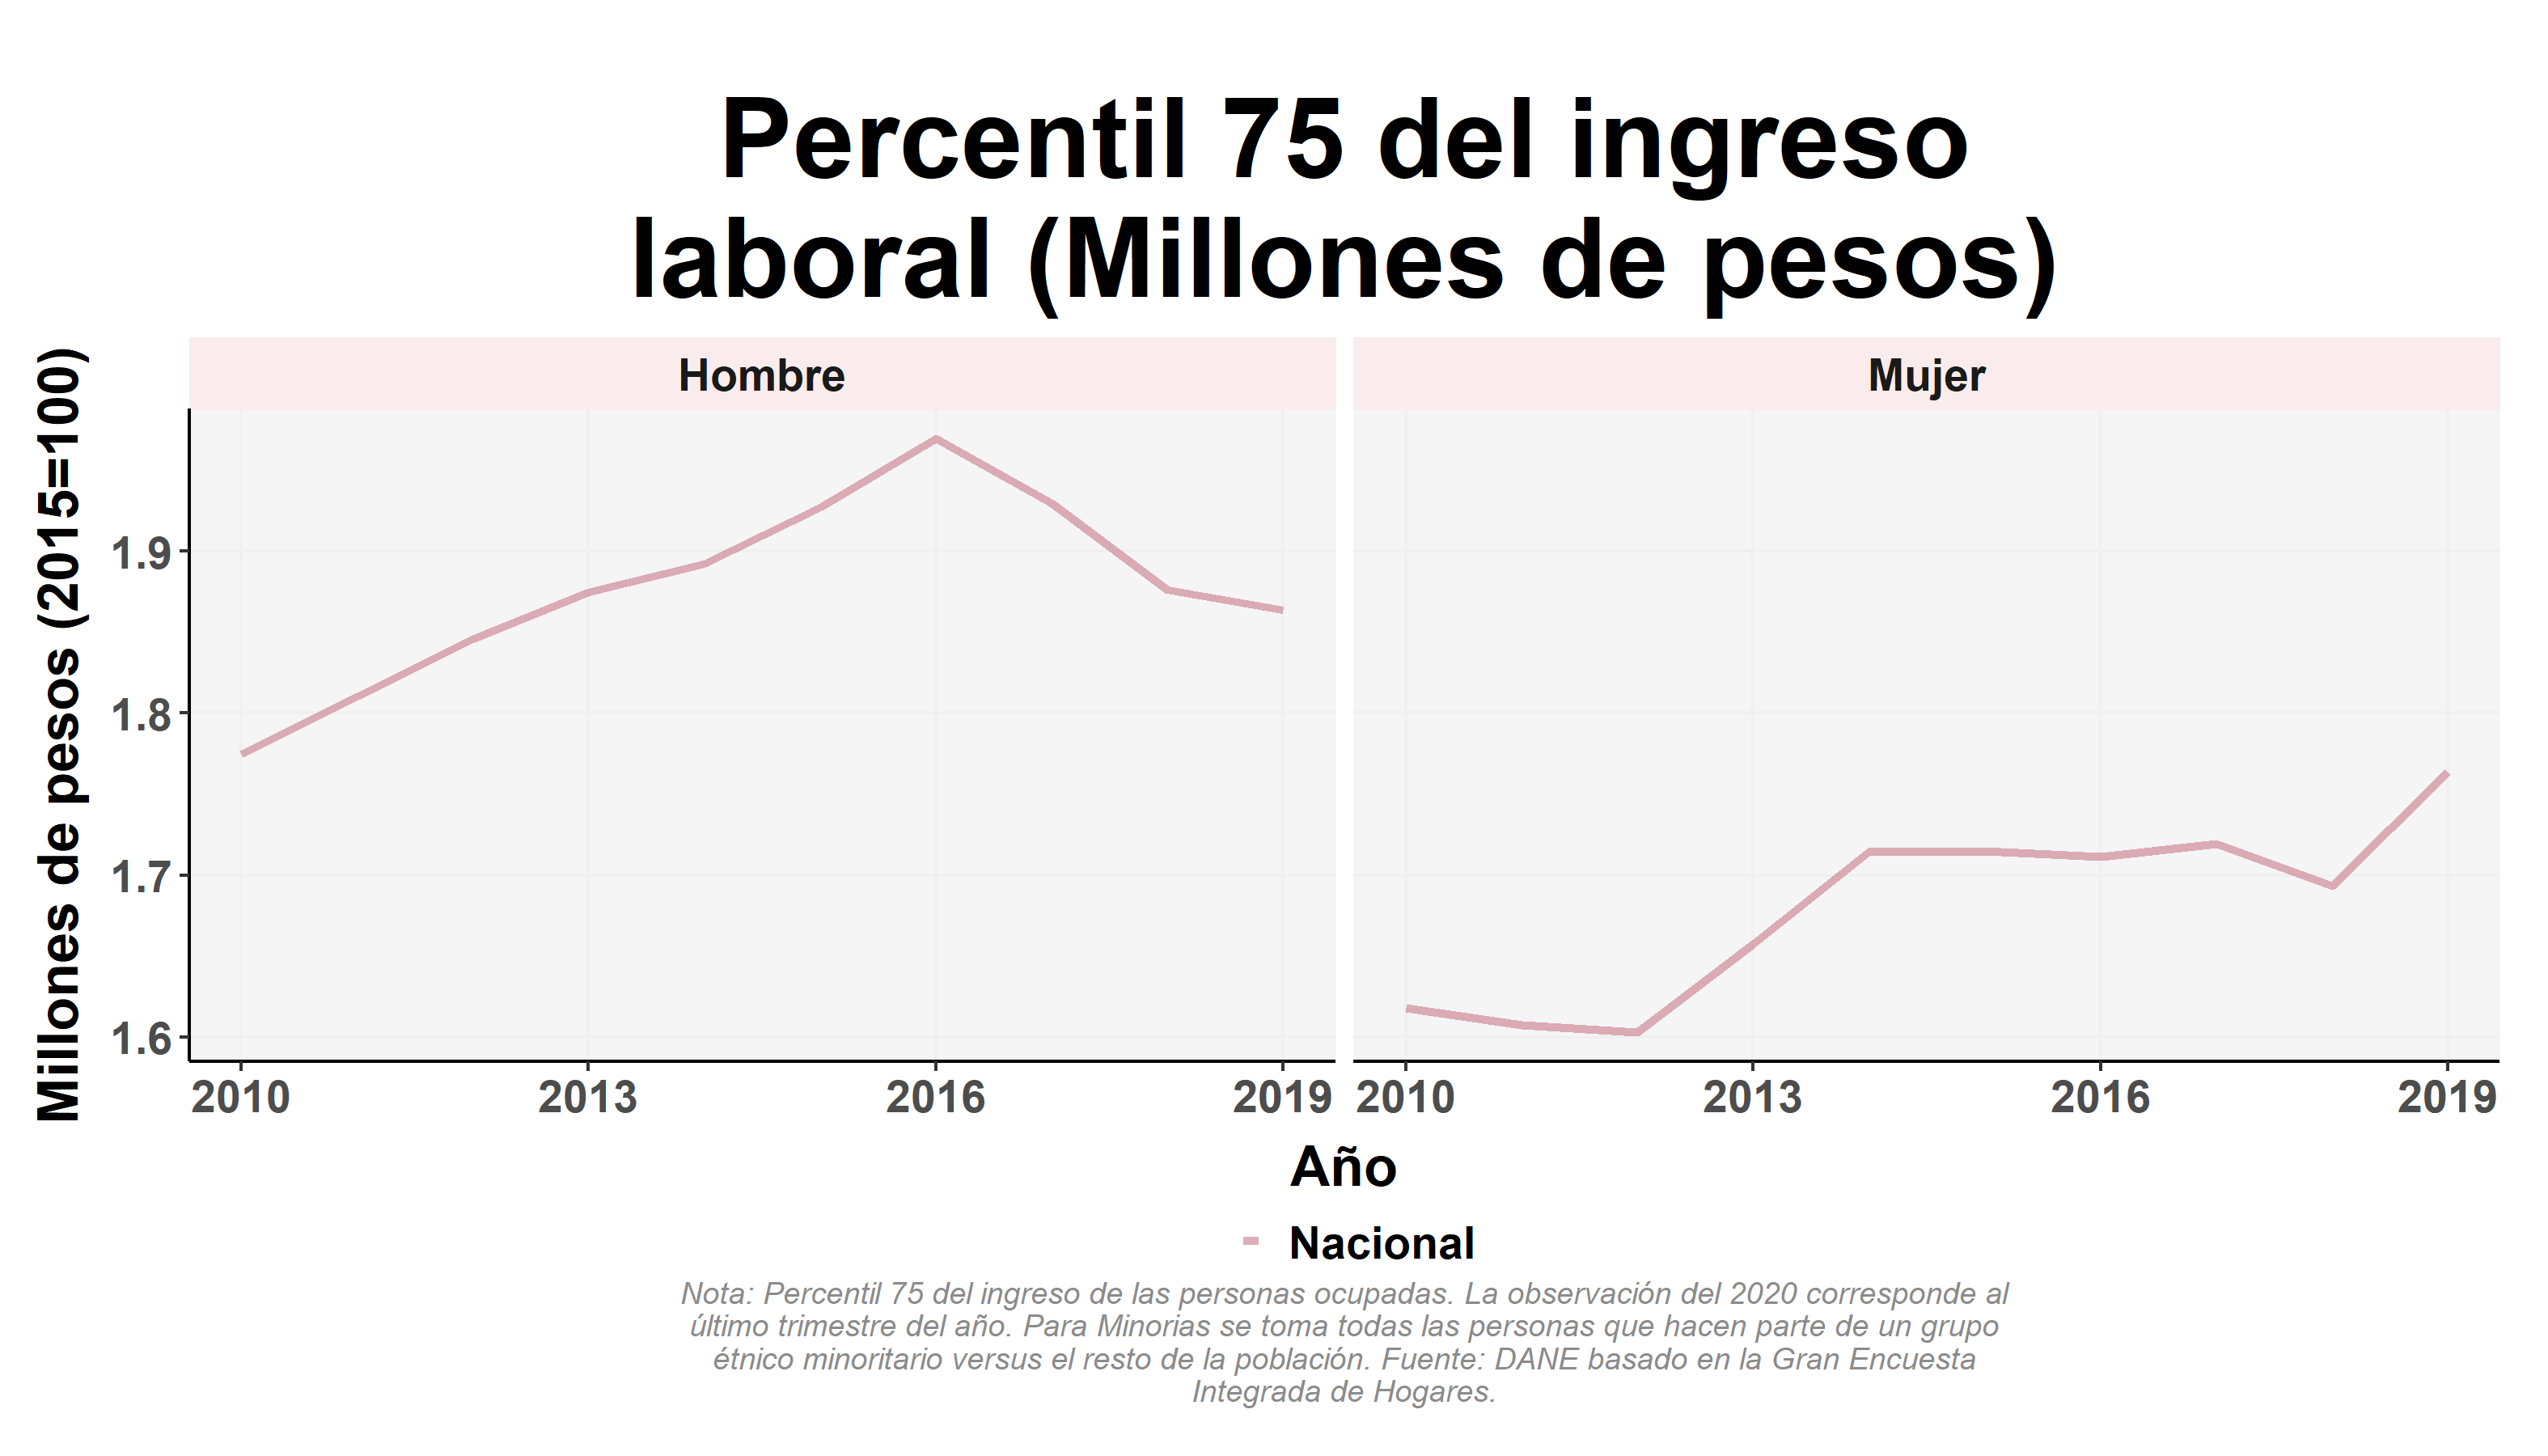 Percentil 75 del ingreso
laboral (Millones de pesos)
Hombre
Mujer
Millones de pesos (2015=100)
1.9
1.8
1.7
1.6
2010 2013 2016 2019 2010 2013 2016 2019
Año
Nacional
Nota: Percentil 75 del ingreso de las personas ocupadas. La observación del 2020 corresponde al
último trimestre del año. Para Minorias se toma todas las personas que hacen parte de un grupo
étnico minoritario versus el resto de la población. Fuente: DANE basado en la Gran Encuesta
Integrada de Hogares.